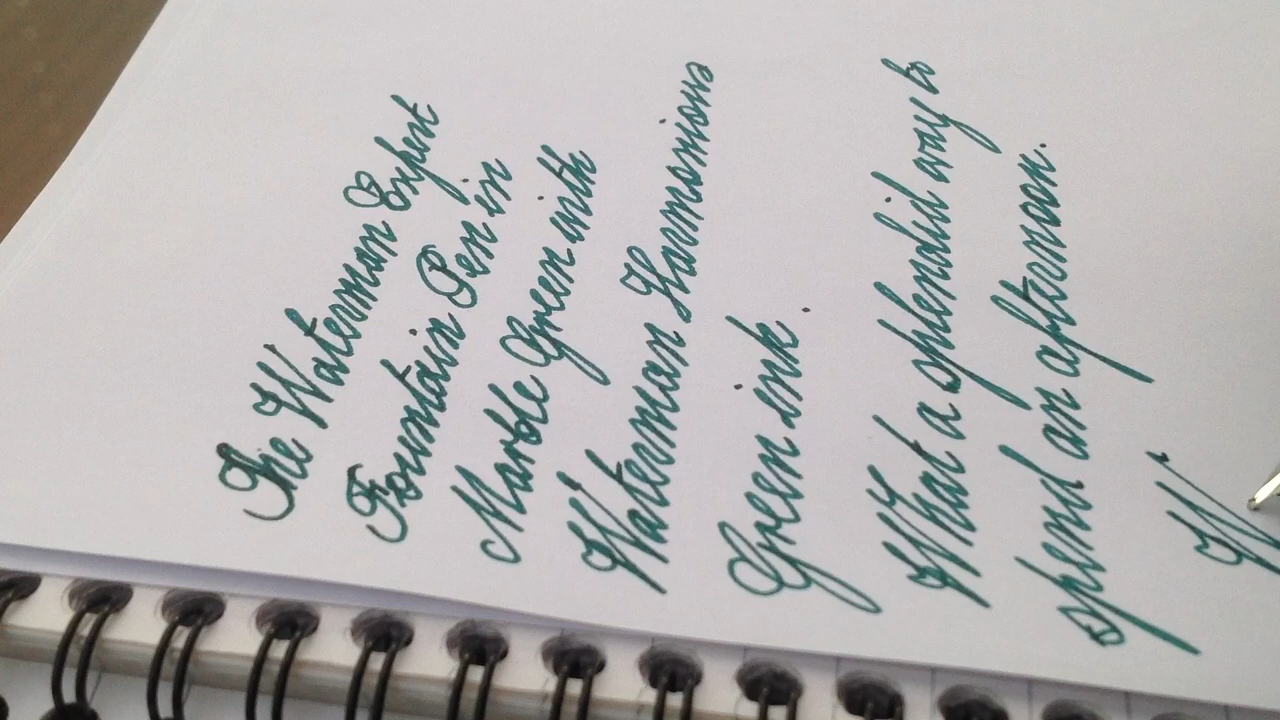 The Waterman Expert
Fountain Pen in
Marble Green with
Waterman Harmonious
Green ink.
What a splendid way to
spend an afternoon.
W